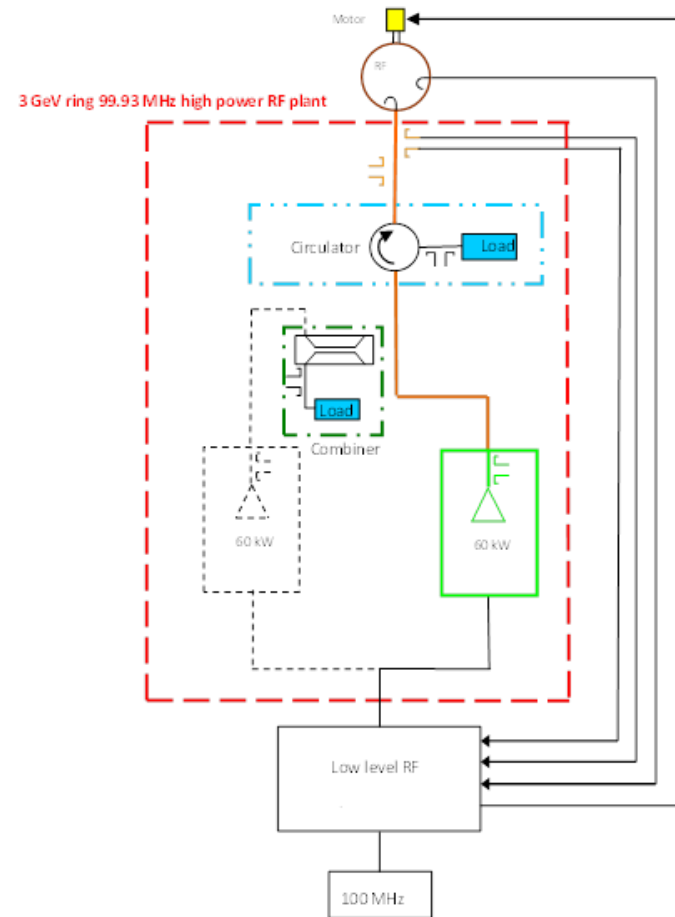 Motor
RF
3 GeV ring 99.93 MHz high power RF plant
Circulator
Load
Load
Combiner
60 kW
60 kW
Low level RF
100 MHz